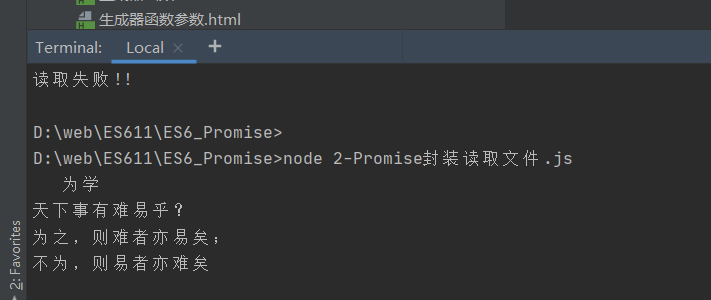 生成器函数参数.html
Terminal: Local × +
读取失败!!
D:\web\ES611\ES6_Promise>
D:\web\ES611\ES6_Promise>node 2-Promise封装读取文件.js
为学
天下事有难易乎？
为之，则难者亦易矣；
不为，则易者亦难矣
2: Favorites